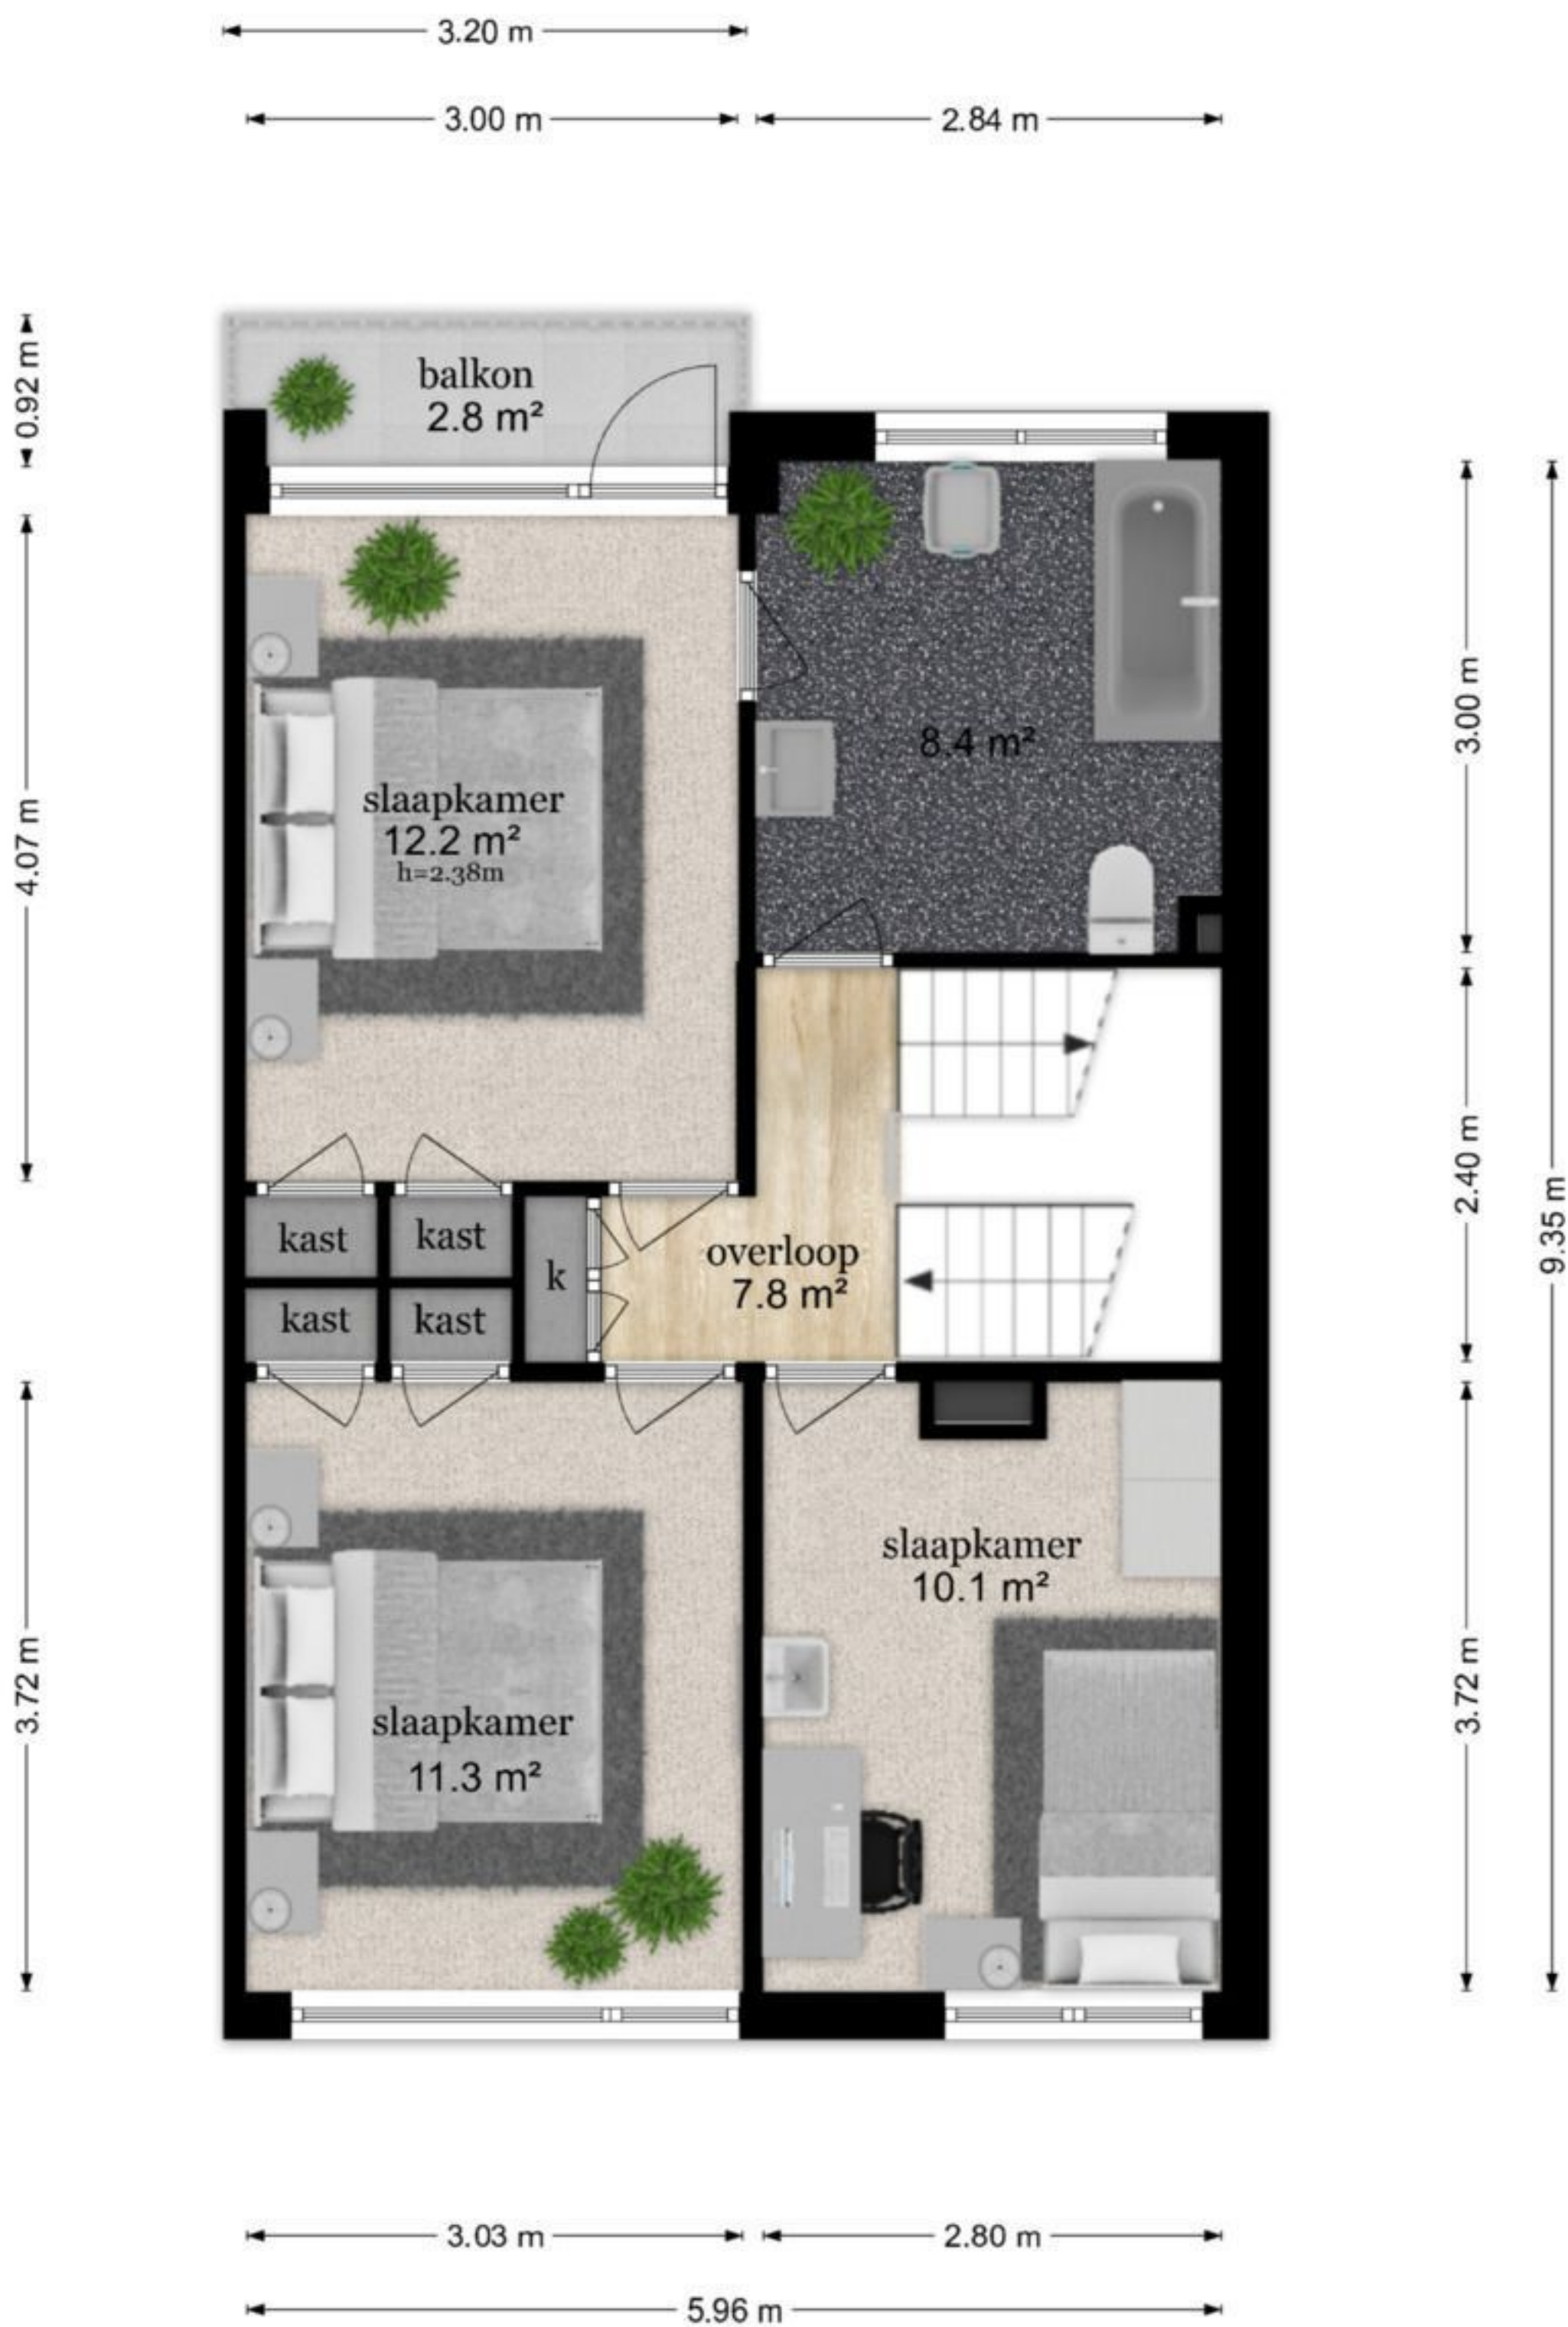 3.20 m
3.00 m
2.84 m
0.92 m
balkon
2.8 m²
4.07 m
slaapkamer
12.2 m²
h=2.38m
8.4 m²
3.00 m
kast
kast
kast
kast
k
overloop
7.8 m²
2.40 m
9.35 m
3.72 m
slaapkamer
11.3 m²
slaapkamer
10.1 m²
3.72 m
3.03 m
2.80 m
5.96 m